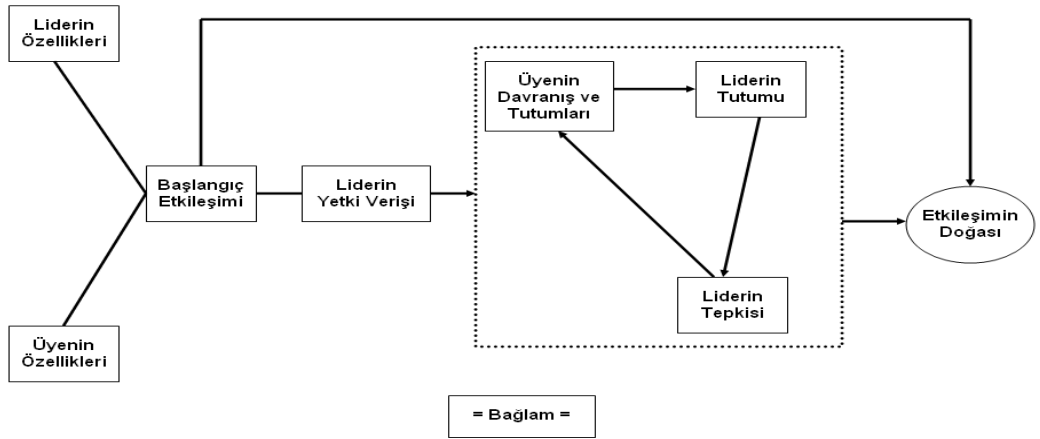 Liderin
Özellikleri
Üyenin
Davranış ve
Tutumları
Liderin
Tutumu
Başlangıç
Etkileşimi
Liderin
Yetki Verişi
Etkileşimin
Doğası
Liderin
Tepkisi
Üyenin
Özellikleri
= Bağlam =